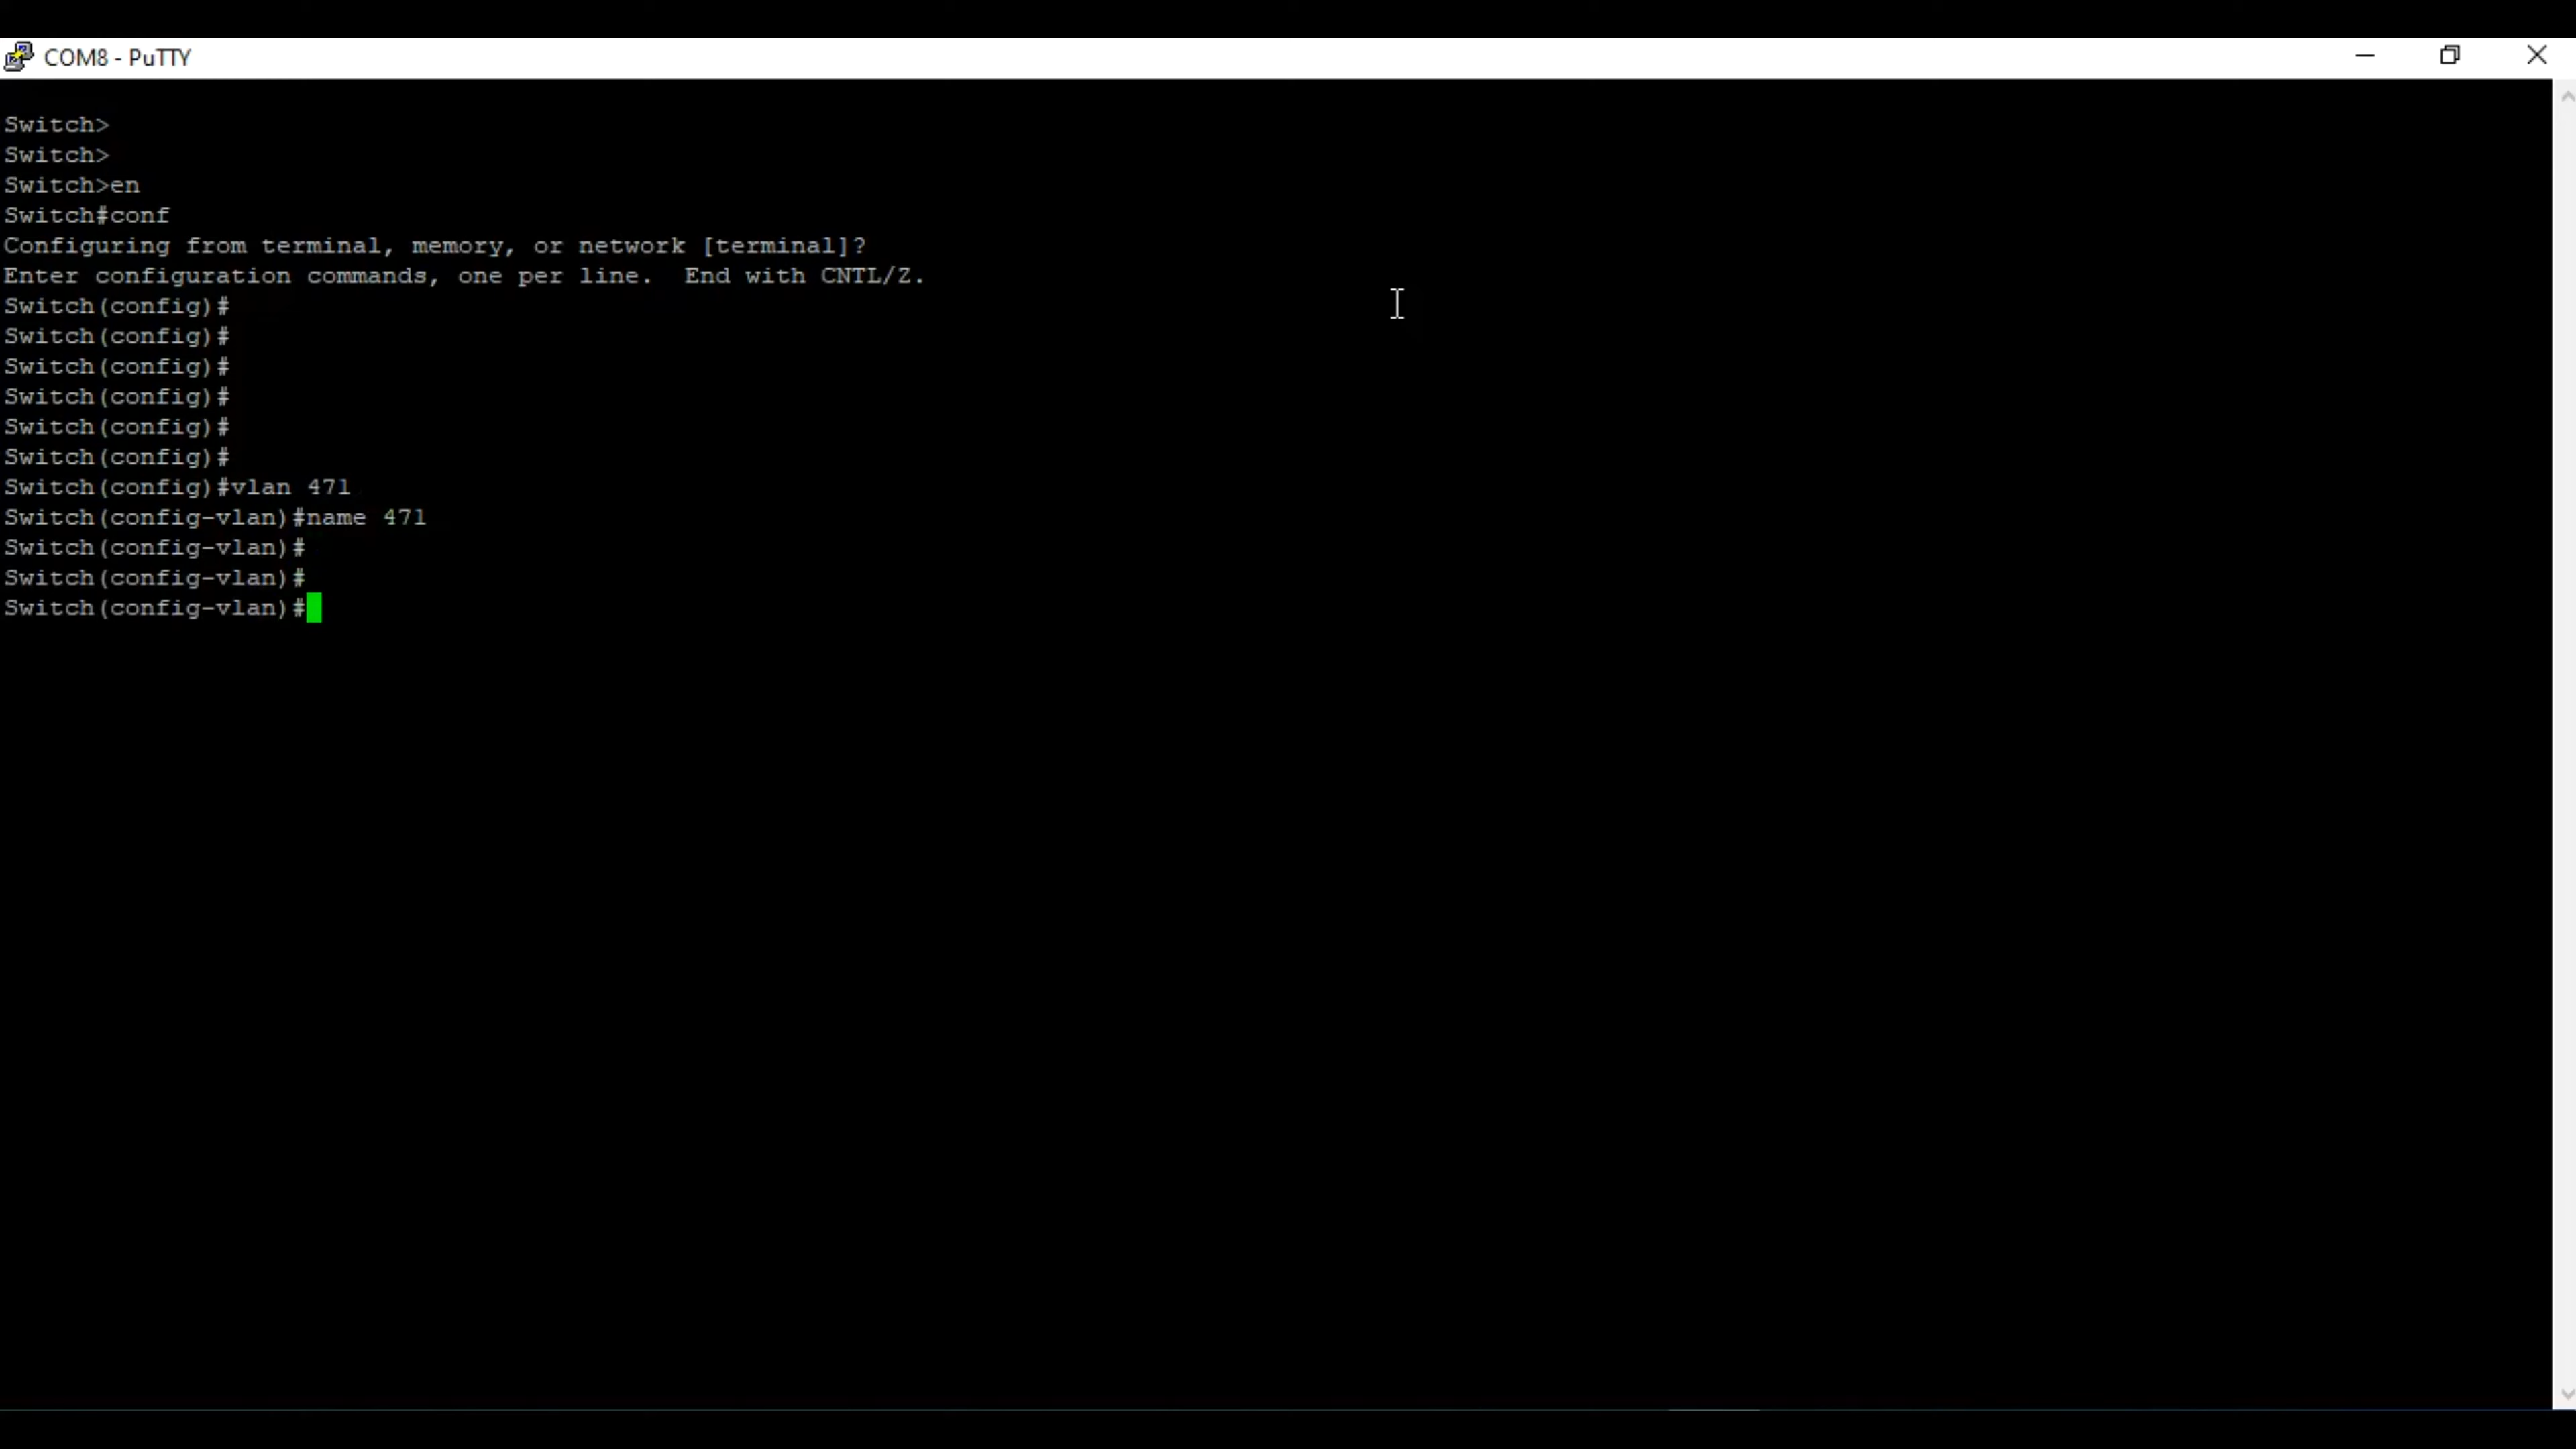 COM8 - PuTTY
Switch>
Switch>
Switch>en
Switch#conf
Configuring from terminal, memory, or network [terminal]?
Enter configuration commands, one per line.  End with CNTL/Z.
Switch(config)#
Switch(config)#
Switch(config)#
Switch(config)#
Switch(config)#
Switch(config)#
Switch(config)#vlan 471
Switch(config-vlan)#name 471
Switch(config-vlan)#
Switch(config-vlan)#
Switch(config-vlan)#